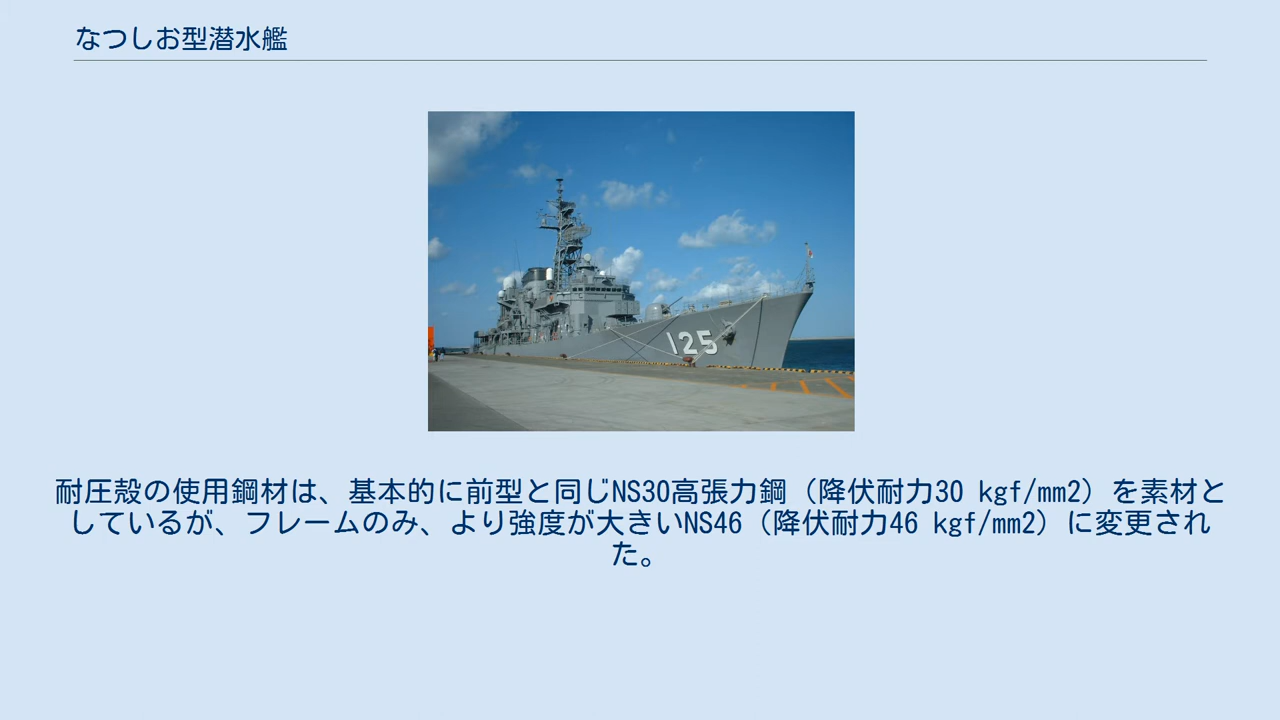 なつしお型潜水艦
125
耐圧殻の使用鋼材は、基本的に前型と同じNS30高張力鋼（降伏耐力30 kgf/mm2）を素材と
しているが、フレームのみ、より強度が大きいNS46（降伏耐力46 kgf/mm2）に変更され
た。